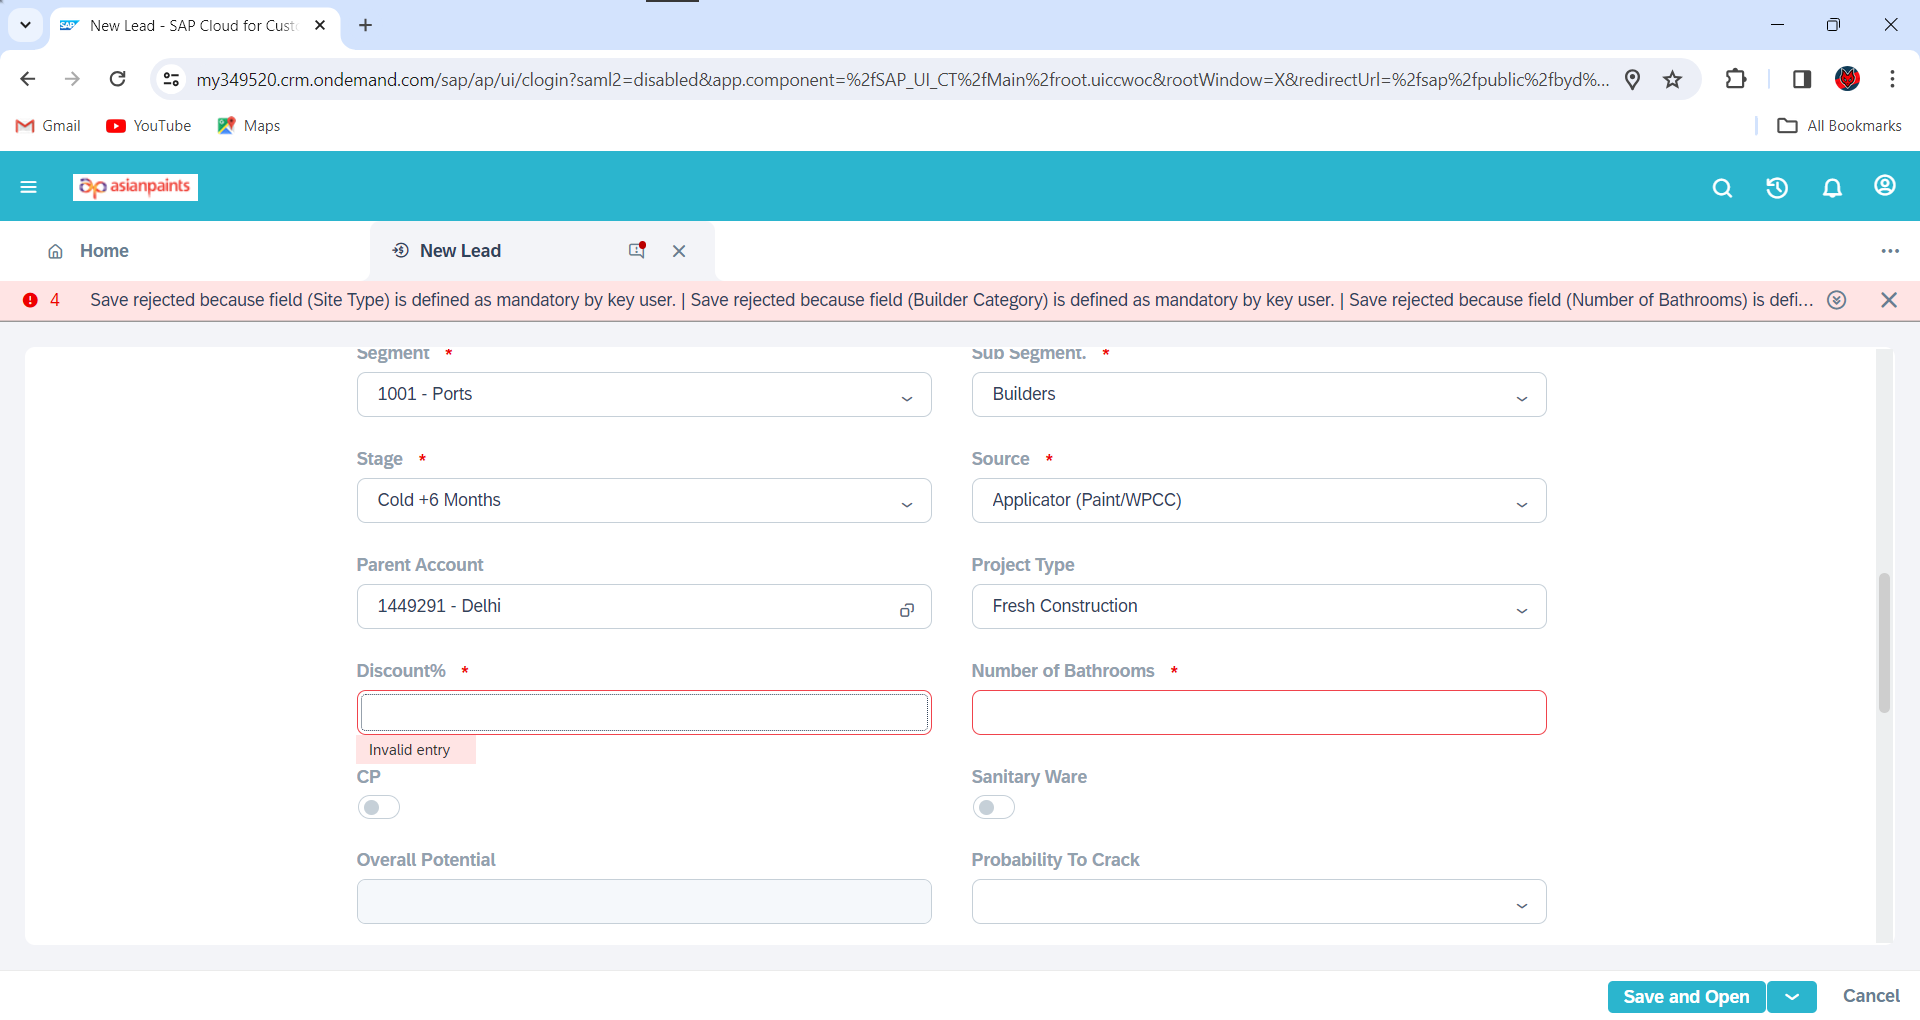 New Lead - SAP Cloud for Cust
my349520.crm.ondemand.com/sap/ap/ui/clogin?saml2=disabled&app.component=%2fSAP_UI_CT%2fMain%2froot.uiccwoc&rootWindow=X&redirectUrl=%2fsap%2fpublic%2fbyd%...
Gmail YouTube Maps All Bookmarks
asianpaints
Home New Lead
4 Save rejected because field (Site Type) is defined as mandatory by key user. | Save rejected because field (Builder Category) is defined as mandatory by key user. | Save rejected because field (Number of Bathrooms) is defi...
Segment * Sub Segment. *
1001 - Ports Builders
Stage * Source *
Cold +6 Months Applicator (Paint/WPCC)
Parent Account Project Type
1449291 - Delhi Fresh Construction
Discount% * Number of Bathrooms *
Invalid entry
CP Sanitary Ware
Overall Potential Probability To Crack
Save and Open Cancel